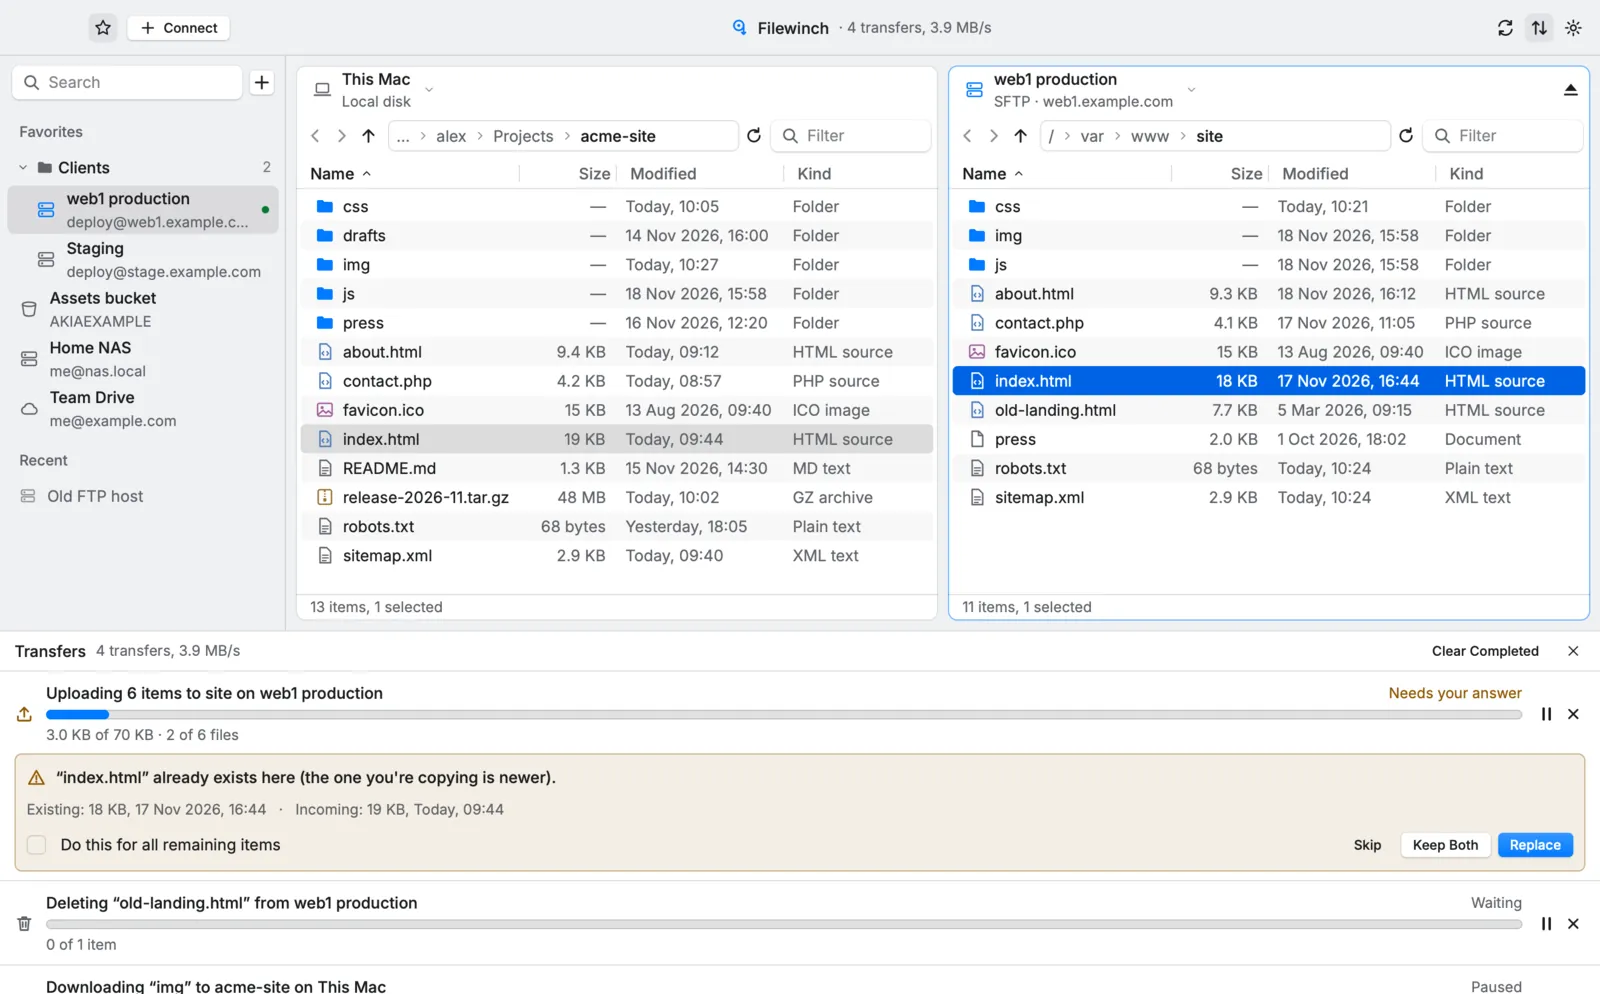 Connect
Filewinch · 4 transfers, 3.9 MB/s
Search
Favorites
Clients 2
web1 production
deploy@web1.example.c...
Staging
deploy@stage.example.com
Assets bucket
AKIAEXAMPLE
Home NAS
me@nas.local
Team Drive
me@example.com
Recent
Old FTP host
This Mac
Local disk
... alex Projects acme-site
Filter
Name Size Modified Kind
css — Today, 10:05 Folder
drafts — 14 Nov 2026, 16:00 Folder
img — Today, 10:27 Folder
js — 18 Nov 2026, 15:58 Folder
press — 16 Nov 2026, 12:20 Folder
about.html 9.4 KB Today, 09:12 HTML source
contact.php 4.2 KB Today, 08:57 PHP source
favicon.ico 15 KB 13 Aug 2026, 09:40 ICO image
index.html 19 KB Today, 09:44 HTML source
README.md 1.3 KB 15 Nov 2026, 14:30 MD text
release-2026-11.tar.gz 48 MB Today, 10:02 GZ archive
robots.txt 68 bytes Yesterday, 18:05 Plain text
sitemap.xml 2.9 KB Today, 09:40 XML text
13 items, 1 selected
web1 production
SFTP · web1.example.com
/ var www site
Filter
Name Size Modified Kind
css — Today, 10:21 Folder
img — 18 Nov 2026, 15:58 Folder
js — 18 Nov 2026, 15:58 Folder
about.html 9.3 KB 18 Nov 2026, 16:12 HTML source
contact.php 4.1 KB 17 Nov 2026, 11:05 PHP source
favicon.ico 15 KB 13 Aug 2026, 09:40 ICO image
index.html 18 KB 17 Nov 2026, 16:44 HTML source
old-landing.html 7.7 KB 5 Mar 2026, 09:15 HTML source
press 2.0 KB 1 Oct 2026, 18:02 Document
robots.txt 68 bytes Today, 10:24 Plain text
sitemap.xml 2.9 KB Today, 10:24 XML text
11 items, 1 selected
Transfers 4 transfers, 3.9 MB/s
Clear Completed
Uploading 6 items to site on web1 production
Needs your answer
3.0 KB of 70 KB · 2 of 6 files
“index.html” already exists here (the one you're copying is newer).
Existing: 18 KB, 17 Nov 2026, 16:44 · Incoming: 19 KB, Today, 09:44
Do this for all remaining items
Skip Keep Both Replace
Deleting “old-landing.html” from web1 production
Waiting
0 of 1 item
Downloading “img” to acme-site on This Mac
Paused